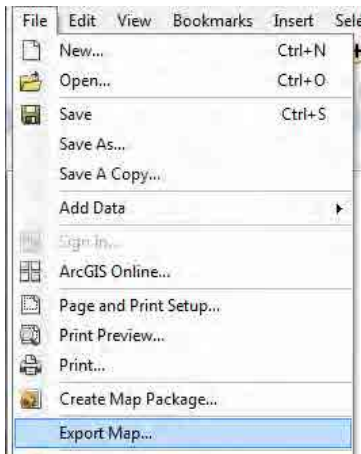 File Edit View Bookmarks Insert Sele
New... Ctrl+N
Open... Ctrl+O
Save Ctrl+S
Save As...
Save A Copy...
Add Data
Sign In...
ArcGIS Online...
Page and Print Setup...
Print Preview...
Print...
Create Map Package...
Export Map...